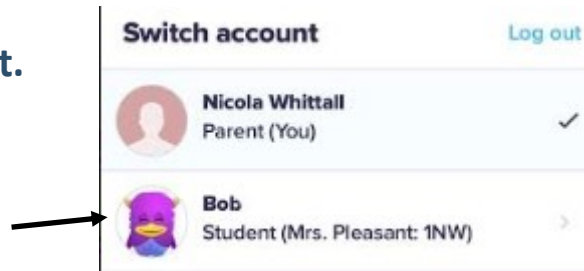 t.
Switch account Log out
Nicola Whittall
Parent (You)
Bob
Student (Mrs. Pleasant: 1NW)